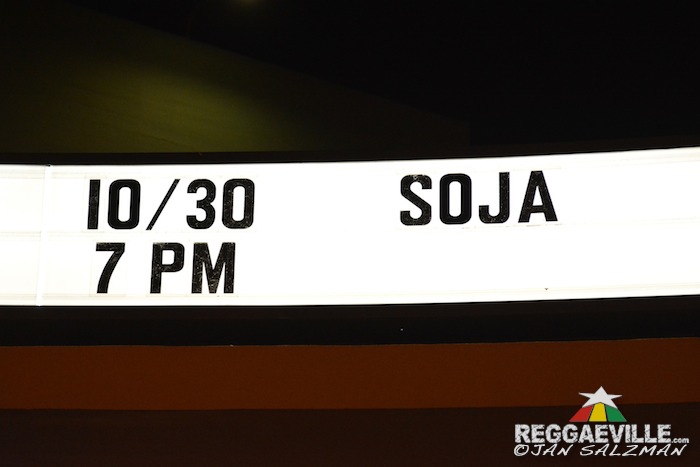 10/30 SOJA
7 PM
REGGAEVILLE.com
©JAN SALZMAN